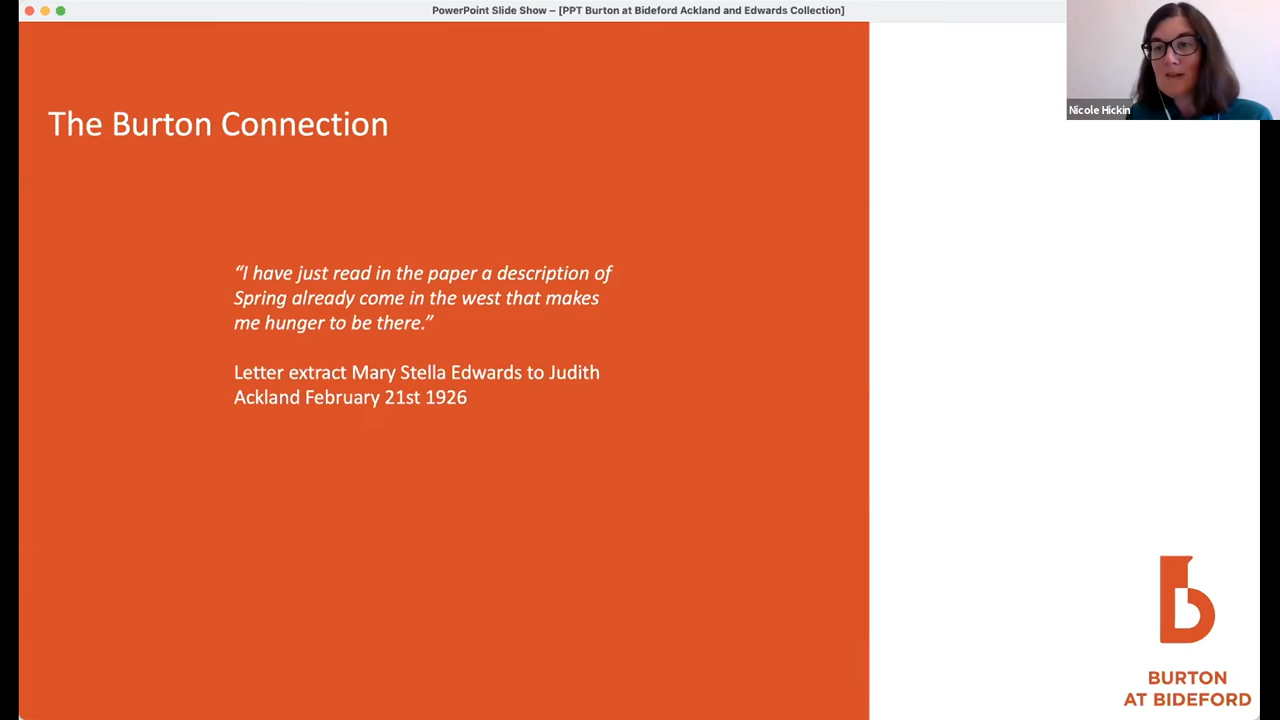 PowerPoint Slide Show – [PPT Burton at Bideford Ackland and Edwards Collection]
Nicole Hickin
The Burton Connection
“I have just read in the paper a description of
Spring already come in the west that makes
me hunger to be there.”
Letter extract Mary Stella Edwards to Judith
Ackland February 21st 1926
b
BURTON
AT BIDEFORD